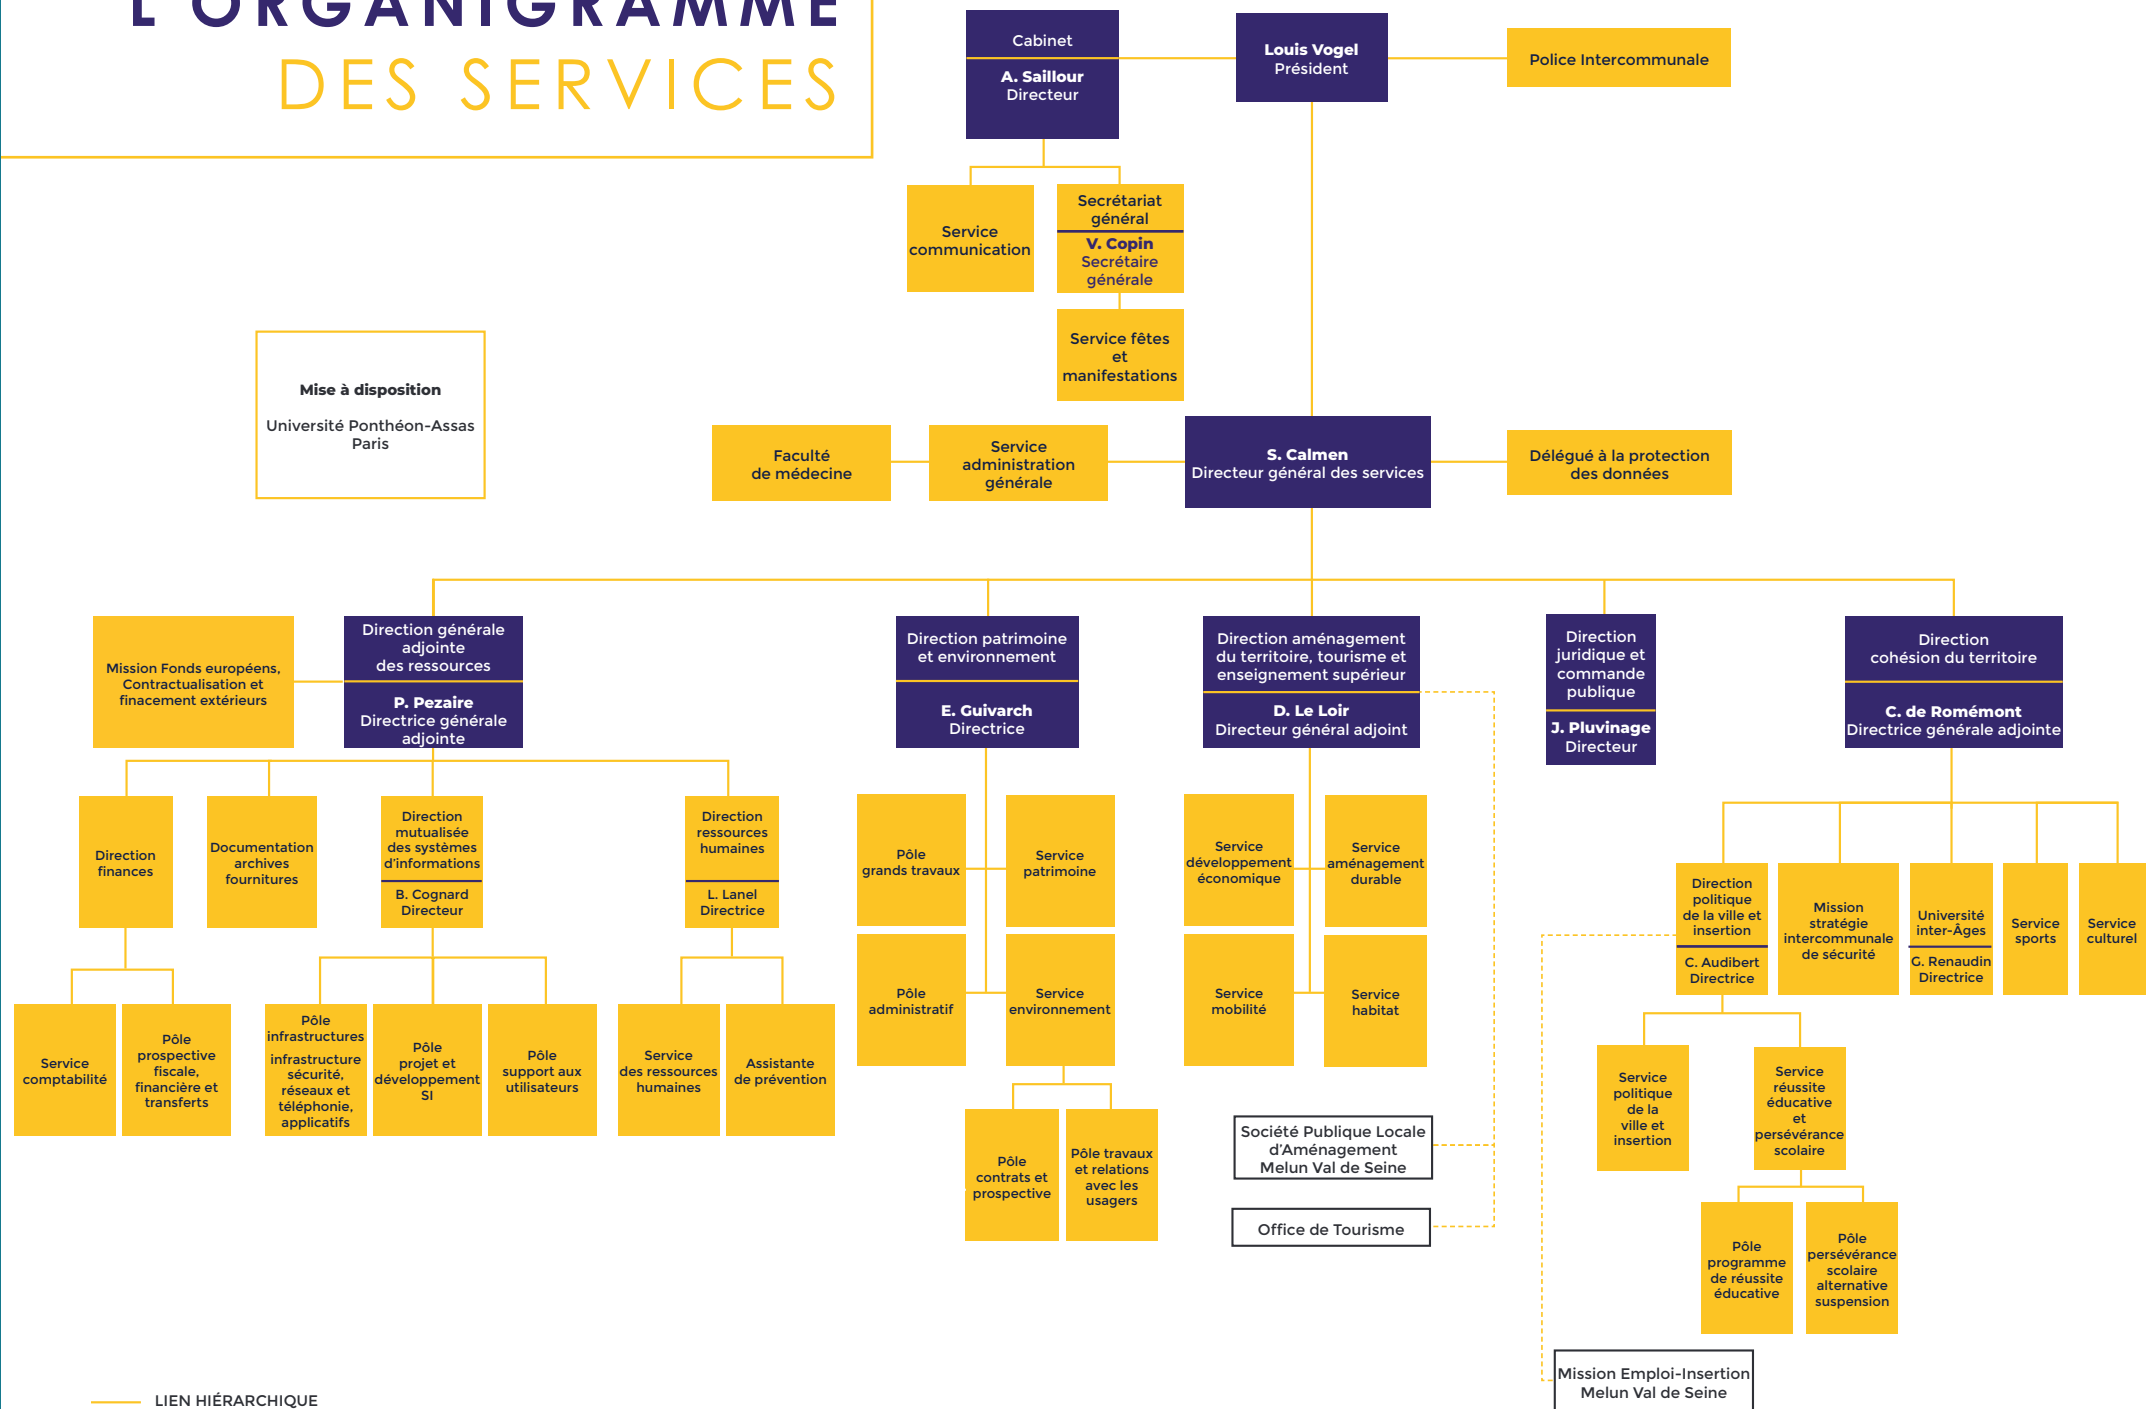 L'ORGANIGRAMME
DES SERVICES
Cabinet
A. Saillour
Directeur
Louis Vogel
Président
Police Intercommunale
Service
communication
Secrétariat
général
V. Copin
Secrétaire
générale
Service fêtes
et
manifestations
Mise à disposition
Université Ponthéon-Assas
Paris
Faculté
de médecine
Service
administration
générale
S. Calmen
Directeur général des services
Délégué à la protection
des données
Mission Fonds européens,
Contractualisation et
finacement extérieurs
Direction générale
adjointe
des ressources
P. Pezaire
Directrice générale
adjointe
Direction patrimoine
et environnement
E. Guivarch
Directrice
Direction aménagement
du territoire, tourisme et
enseignement supérieur
D. Le Loir
Directeur général adjoint
Direction
juridique et
commande
publique
J. Pluvinage
Directeur
Direction
cohésion du territoire
C. de Romémont
Directrice générale adjointe
Direction
finances
Documentation
archives
fournitures
Direction
mutualisée
des systèmes
d'informations
B. Cognard
Directeur
Direction
ressources
humaines
L. Lanel
Directrice
Pôle
grands travaux
Service
patrimoine
Pôle
administratif
Service
environnement
Service
développement
économique
Service
aménagement
durable
Service
mobilité
Service
habitat
Direction
politique
de la ville et
insertion
C. Audibert
Directrice
Mission
stratégie
intercommunale
de sécurité
Université
inter-Âges
G. Renaudin
Directrice
Service
sports
Service
culturel
Service
comptabilité
Pôle
prospective
fiscale,
financière et
transferts
Pôle
infrastructures
infrastructure
sécurité,
réseaux et
téléphonie,
applicatifs
Pôle
projet et
développement
SI
Pôle
support aux
utilisateurs
Service
des ressources
humaines
Assistante
de prévention
Pôle
contrats et
prospective
Pôle travaux
et relations
avec les
usagers
Société Publique Locale
d'Aménagement
Melun Val de Seine
Office de Tourisme
Service
politique
de la
ville et
insertion
Service
réussite
éducative
et
persévérance
scolaire
Pôle
programme
de réussite
éducative
Pôle
persévérance
scolaire
alternative
suspension
Mission Emploi-Insertion
Melun Val de Seine
LIEN HIÉRARCHIQUE